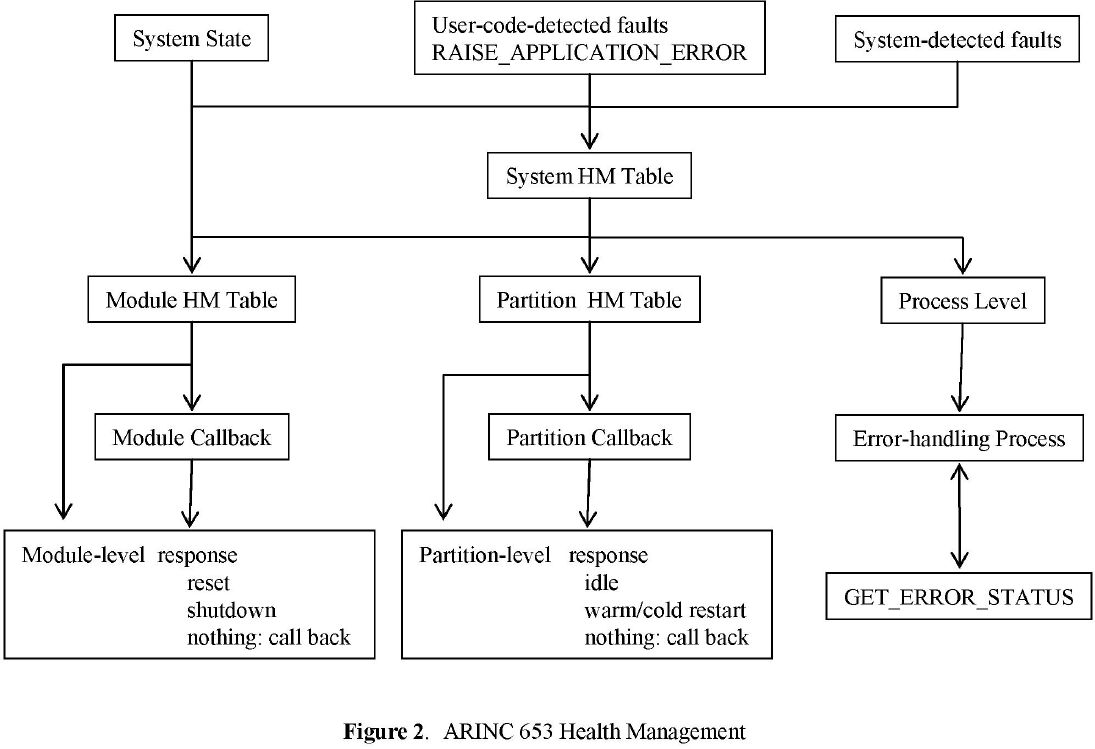 System State
User-code-detected faults
RAISE_APPLICATION_ERROR
System-detected faults
System HM Table
Module HM Table
Partition HM Table
Process Level
Module Callback
Partition Callback
Error-handling Process
Module-level response
reset
shutdown
nothing: call back
Partition-level response
idle
warm/cold restart
nothing: call back
GET_ERROR_STATUS
Figure 2. ARINC 653 Health Management